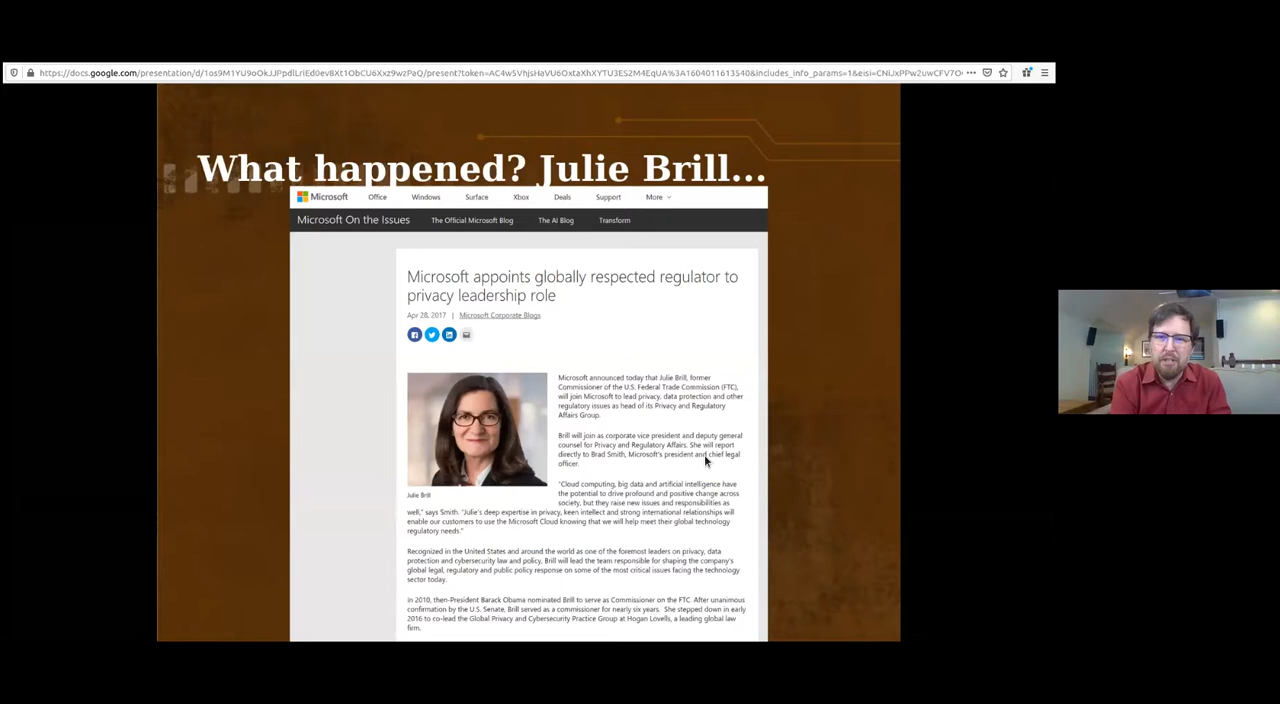 https://docs.google.com/presentation/d/1os9M1YU9oOkJJPpdlLriEd0ev8Xt1ObCU6Xxz9wzPaQ/present?token=AC4w5VhjsHaVU6OxtaXhXYTU3ES2M4EqUA%3A1604011613540&includes_info_params=1&eisi=CNiJxPPw2uwCFV7O
What happened? Julie Brill...
Microsoft Office Windows Surface Xbox Deals Support More
Microsoft On the Issues The Official Microsoft Blog The AI Blog Transform
Microsoft appoints globally respected regulator to
privacy leadership role
Apr 28, 2017 | Microsoft Corporate Blogs
Microsoft announced today that Julie Brill, former
Commissioner of the U.S. Federal Trade Commission (FTC),
will join Microsoft to lead privacy, data protection and other
regulatory issues as head of its Privacy and Regulatory
Affairs Group.
Brill will join as corporate vice president and deputy general
counsel for Privacy and Regulatory Affairs. She will report
directly to Brad Smith, Microsoft's president and chief legal
officer.
"Cloud computing, big data and artificial intelligence have
the potential to drive profound and positive change across
society, but they raise new issues and responsibilities as
Julie Brill
well," says Smith. "Julie's deep expertise in privacy, keen intellect and strong international relationships will
enable our customers to use the Microsoft Cloud knowing that we will help meet their global technology
regulatory needs."
Recognized in the United States and around the world as one of the foremost leaders on privacy, data
protection and cybersecurity law and policy, Brill will lead the team responsible for shaping the company's
global legal, regulatory and public policy response on some of the most critical issues facing the technology
sector today.
In 2010, then-President Barack Obama nominated Brill to serve as Commissioner on the FTC. After unanimous
confirmation by the U.S. Senate, Brill served as a commissioner for nearly six years. She stepped down in early
2016 to co-lead the Global Privacy and Cybersecurity Practice Group at Hogan Lovells, a leading global law
firm.